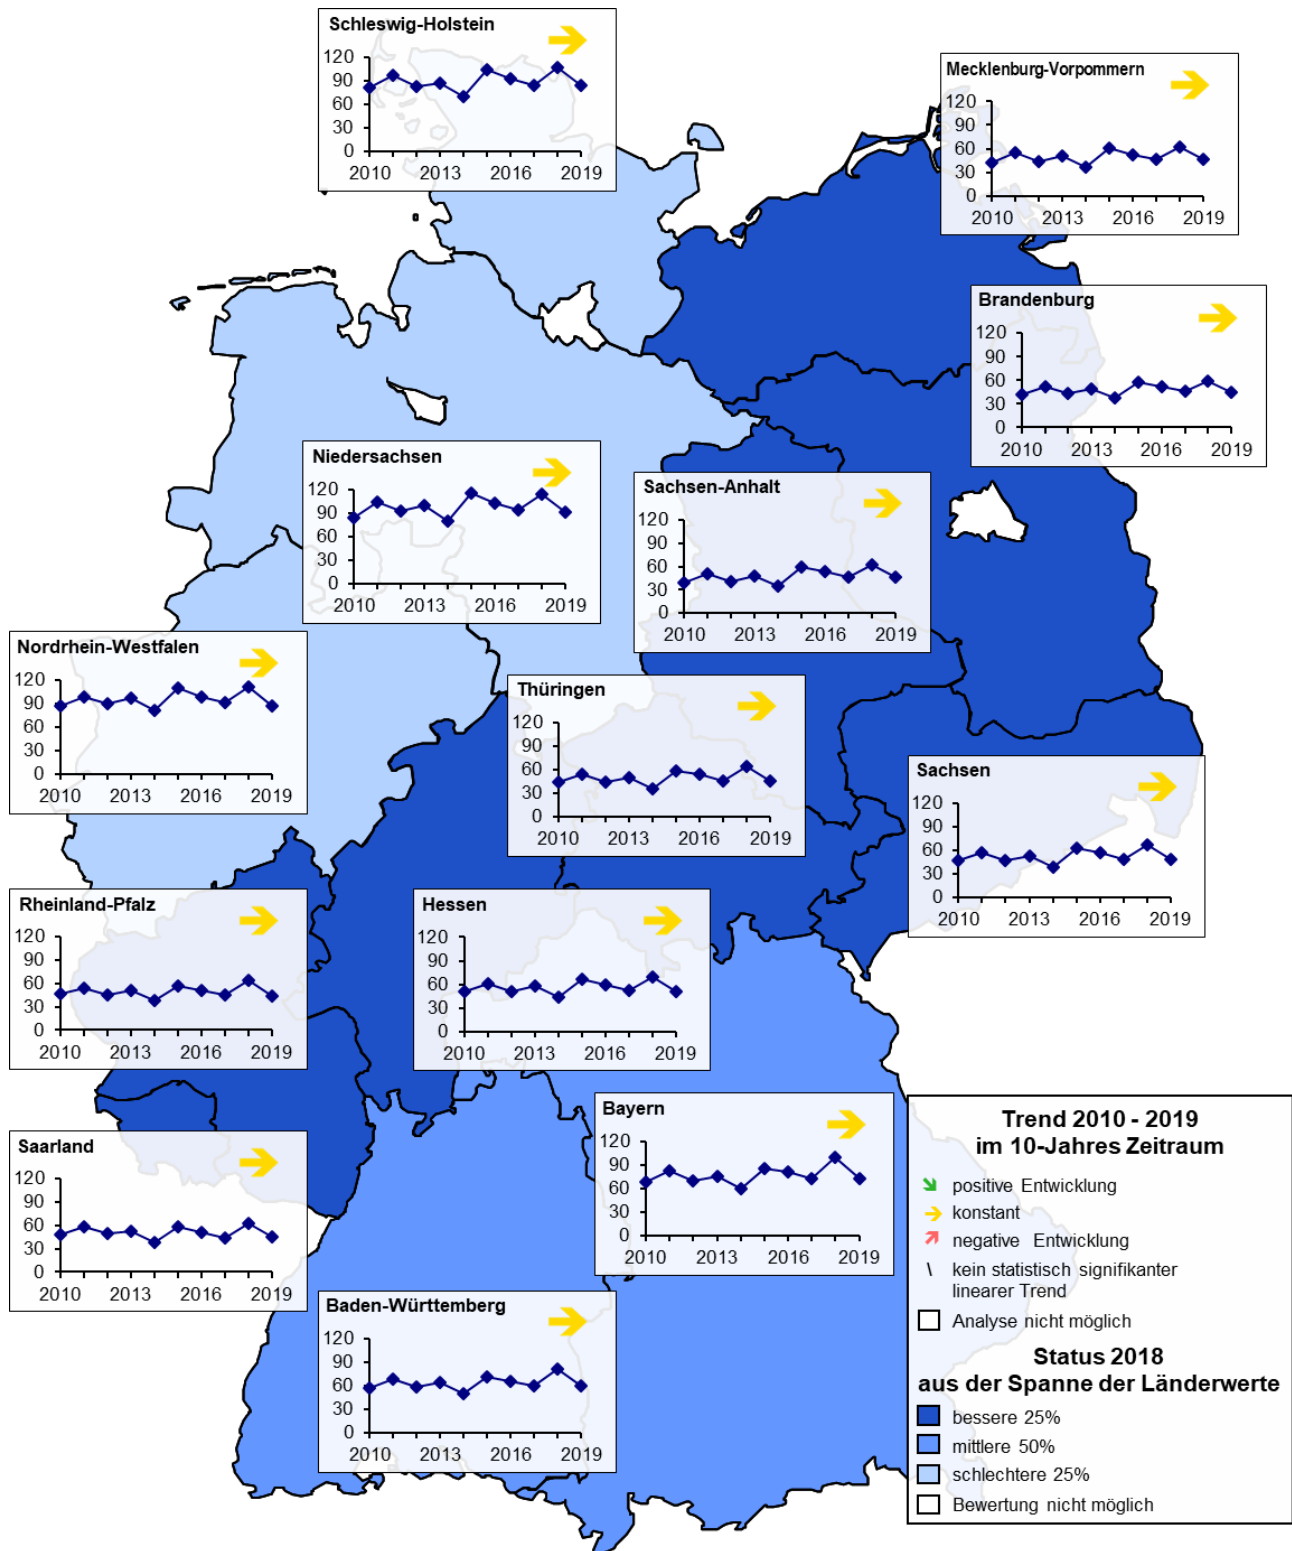 Schleswig-Holstein
120
90
60
30
0
2010 2013 2016 2019
Mecklenburg-Vorpommern
120
90
60
30
0
2010 2013 2016 2019
Brandenburg
120
90
60
30
0
2010 2013 2016 2019
Niedersachsen
120
90
60
30
0
2010 2013 2016 2019
Sachsen-Anhalt
120
90
60
30
0
2010 2013 2016 2019
Nordrhein-Westfalen
120
90
60
30
0
2010 2013 2016 2019
Thüringen
120
90
60
30
0
2010 2013 2016 2019
Sachsen
120
90
60
30
0
2010 2013 2016 2019
Rheinland-Pfalz
120
90
60
30
0
2010 2013 2016 2019
Hessen
120
90
60
30
0
2010 2013 2016 2019
Bayern
120
90
60
30
0
2010 2013 2016 2019
Saarland
120
90
60
30
0
2010 2013 2016 2019
Baden-Württemberg
120
90
60
30
0
2010 2013 2016 2019
Trend 2010 - 2019
im 10-Jahres Zeitraum
positive Entwicklung
konstant
negative Entwicklung
\ kein statistisch signifikanter
linearer Trend
Analyse nicht möglich
Status 2018
aus der Spanne der Länderwerte
bessere 25%
mittlere 50%
schlechtere 25%
Bewertung nicht möglich